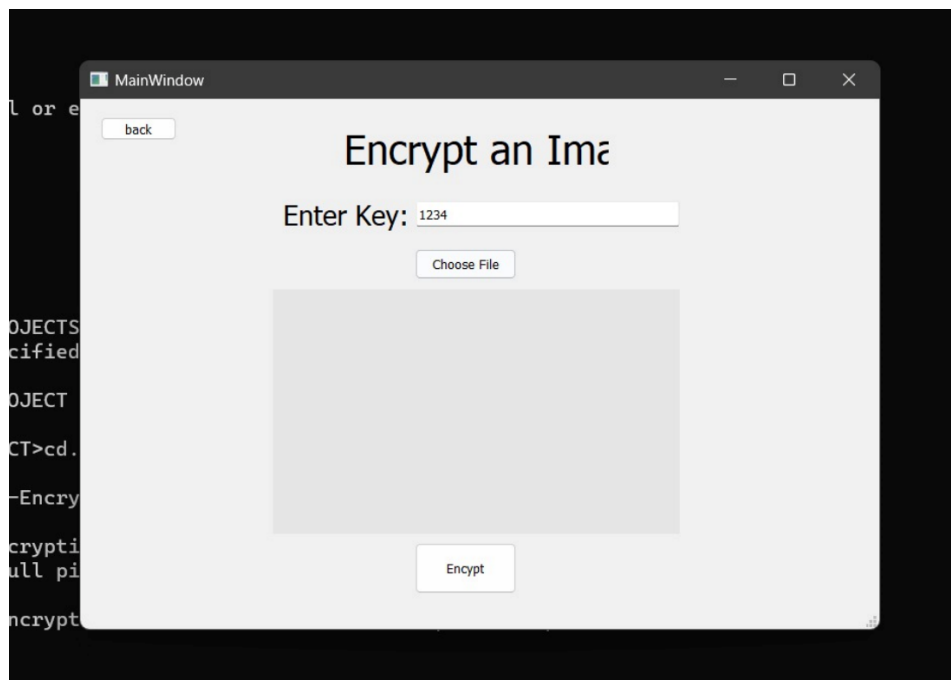 MainWindow
l or e
back
Encrypt an Ima
Enter Key: 1234
Choose File
OJECTS
cified
OJECT
CT>cd.
-Encry
crypti
ull pi
Encypt
ncrypt